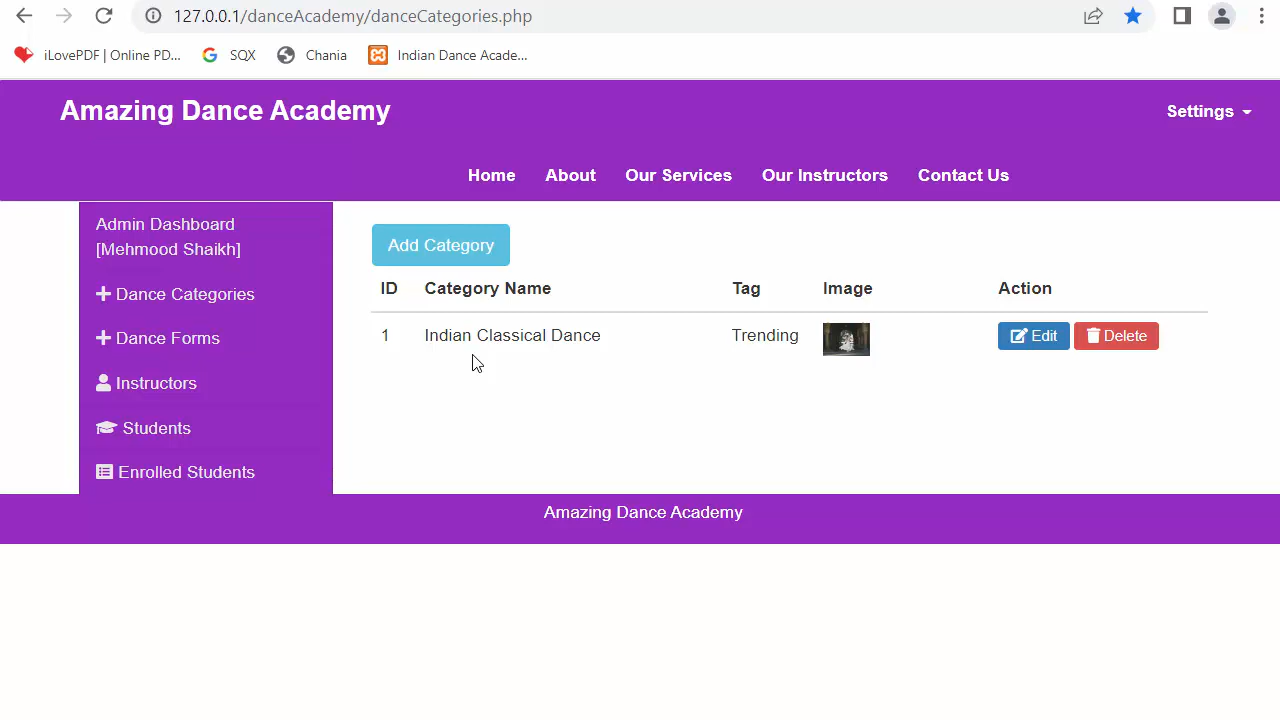 127.0.0.1/danceAcademy/danceCategories.php
iLovePDF | Online PD... SQX Chania Indian Dance Acade...
Amazing Dance Academy Settings
Home About Our Services Our Instructors Contact Us
Admin Dashboard
[Mehmood Shaikh]
Dance Categories
Dance Forms
Instructors
Students
Enrolled Students
Add Category
ID Category Name Tag Image Action
1 Indian Classical Dance Trending Edit Delete
Amazing Dance Academy